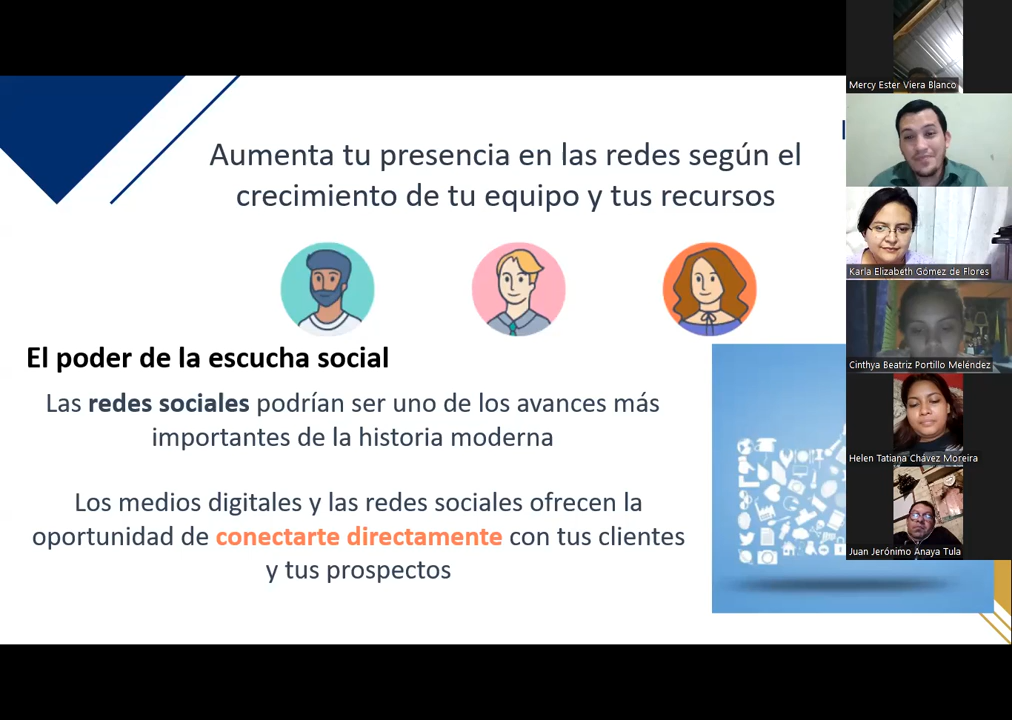 Aumenta tu presencia en las redes según el
crecimiento de tu equipo y tus recursos
El poder de la escucha social
Las redes sociales podrían ser uno de los avances más
importantes de la historia moderna
Los medios digitales y las redes sociales ofrecen la
oportunidad de conectarte directamente con tus clientes
y tus prospectos
Mercy Ester Viera Blanco
Karla Elizabeth Gómez de Flores
Cinthya Beatriz Portillo Meléndez
Helen Tatiana Chávez Moreira
Juan Jerónimo Anaya Tula